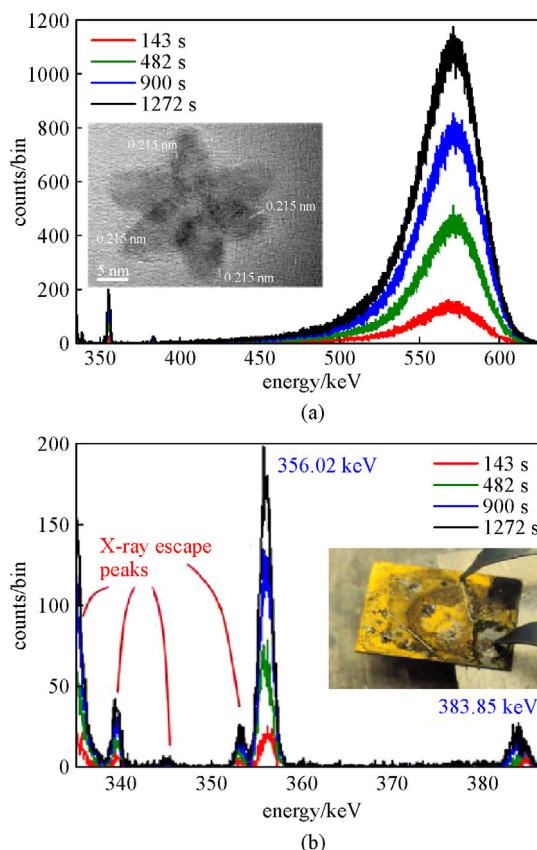 1200
1000
800
600
400
200
0
counts/bin
143 s
482 s
900 s
1272 s
0.215 nm
0.215 nm
0.215 nm
0.215 nm
5 nm
350
400
450
500
550
600
energy/keV
(a)
200
150
100
50
0
counts/bin
356.02 keV
143 s
482 s
900 s
1272 s
X-ray escape
peaks
383.85 keV
340
350
360
370
380
energy/keV
(b)